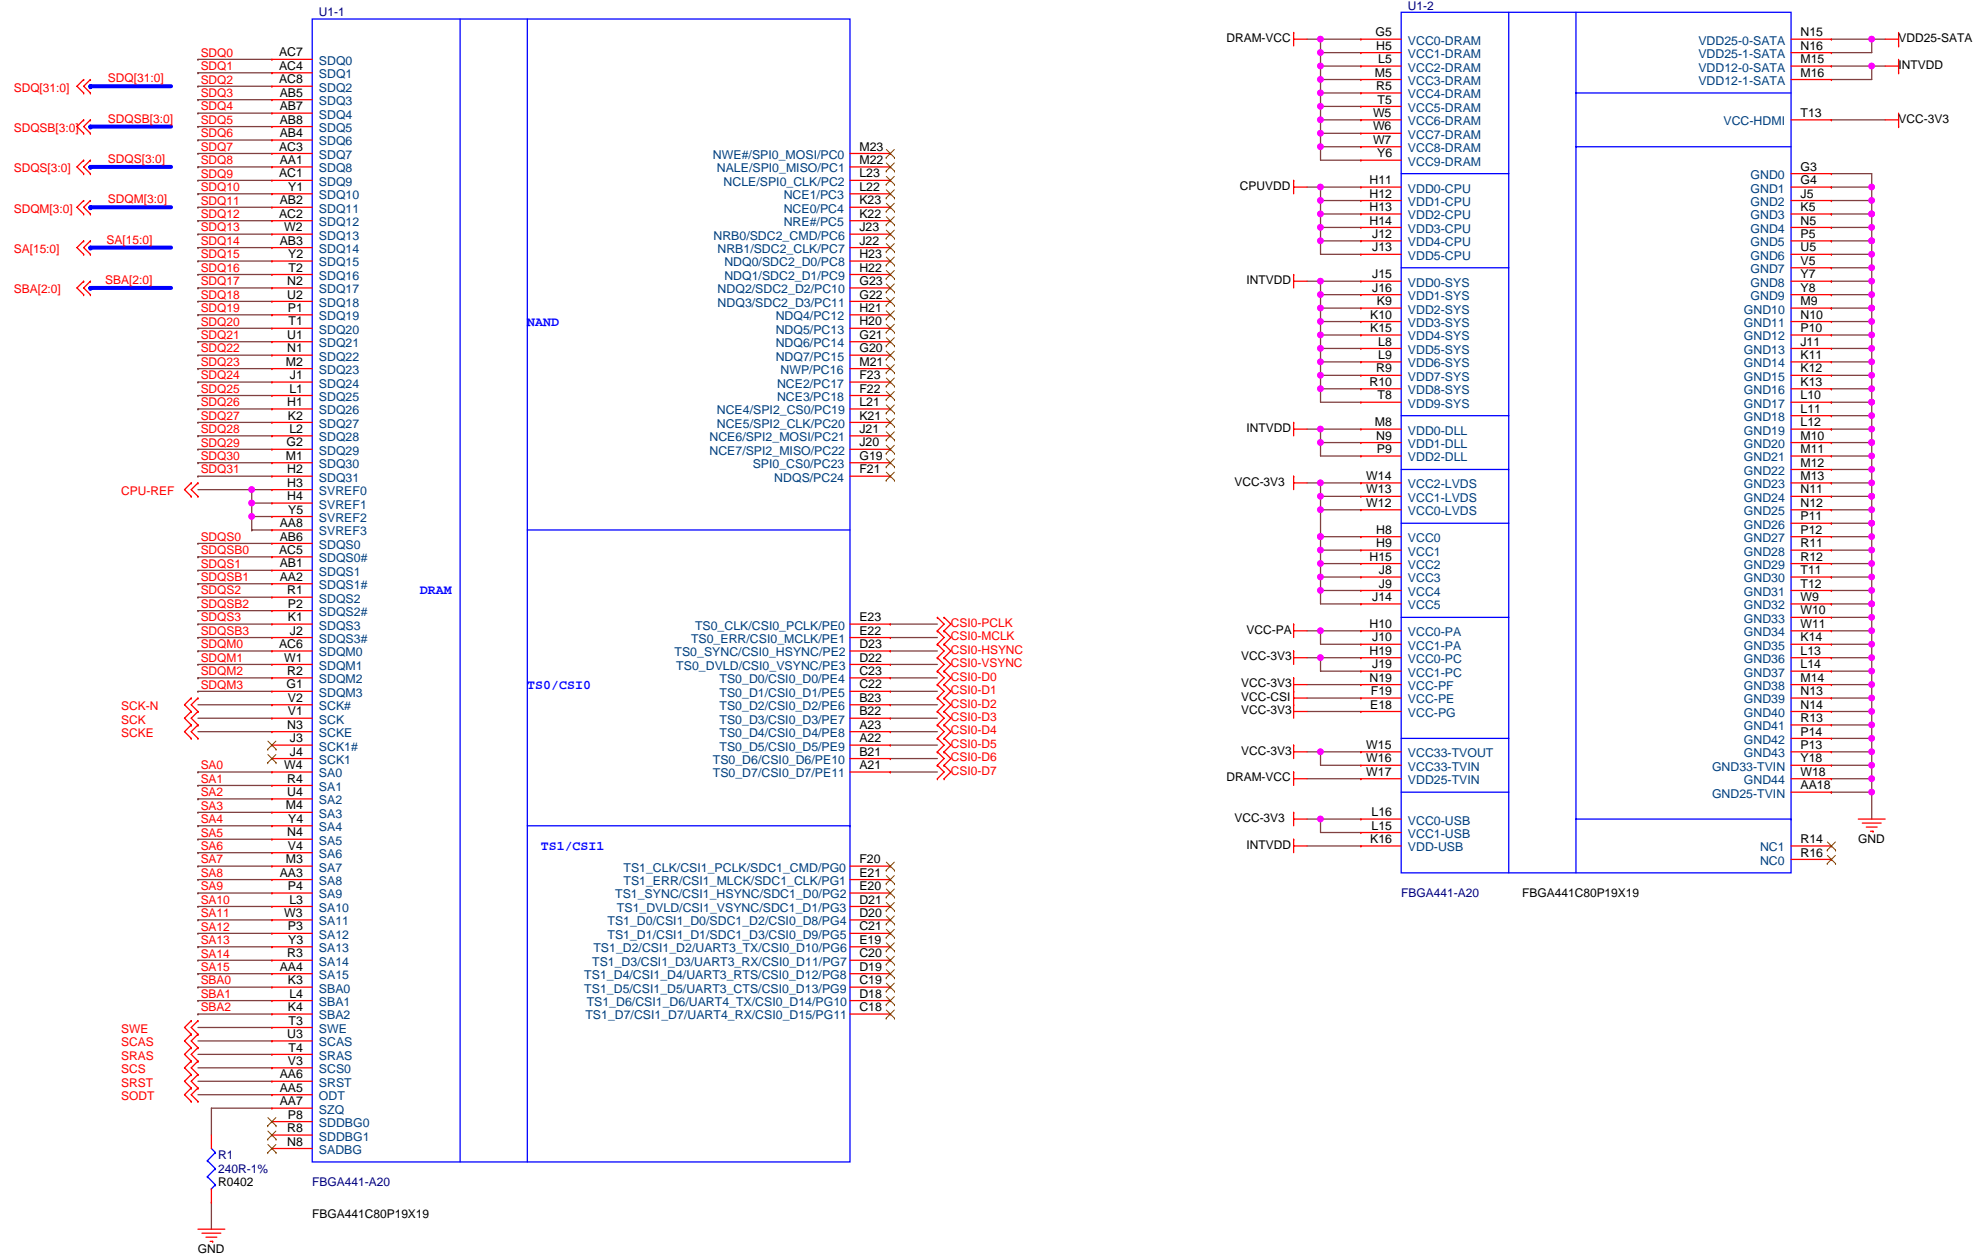 U1-1
SDQ[31:0] SDQ[31:0]
SDQSB[3:0] SDQSB[3:0]
SDQS[3:0] SDQS[3:0]
SDQM[3:0] SDQM[3:0]
SA[15:0] SA[15:0]
SBA[2:0] SBA[2:0]
SDQ0 AC7 SDQ0
SDQ1 AC4 SDQ1
SDQ2 AC8 SDQ2
SDQ3 AB5 SDQ3
SDQ4 AB7 SDQ4
SDQ5 AB8 SDQ5
SDQ6 AB4 SDQ6
SDQ7 AC3 SDQ7
SDQ8 AA1 SDQ8
SDQ9 AC1 SDQ9
SDQ10 Y1 SDQ10
SDQ11 AB2 SDQ11
SDQ12 AC2 SDQ12
SDQ13 W2 SDQ13
SDQ14 AB3 SDQ14
SDQ15 Y2 SDQ15
SDQ16 T2 SDQ16
SDQ17 N2 SDQ17
SDQ18 U2 SDQ18
SDQ19 P1 SDQ19
SDQ20 T1 SDQ20
SDQ21 U1 SDQ21
SDQ22 N1 SDQ22
SDQ23 M2 SDQ23
SDQ24 J1 SDQ24
SDQ25 L1 SDQ25
SDQ26 H1 SDQ26
SDQ27 K2 SDQ27
SDQ28 L2 SDQ28
SDQ29 G2 SDQ29
SDQ30 M1 SDQ30
SDQ31 H2 SDQ31
CPU-REF H3 SVREF0
H4 SVREF1
Y5 SVREF2
AA8 SVREF3
SDQS0 AB6 SDQS0
SDQSB0 AC5 SDQS0#
SDQS1 AB1 SDQS1
SDQSB1 AA2 SDQS1#
SDQS2 R1 SDQS2
SDQSB2 P2 SDQS2#
SDQS3 K1 SDQS3
SDQSB3 J2 SDQS3#
SDQM0 AC6 SDQM0
SDQM1 W1 SDQM1
SDQM2 R2 SDQM2
SDQM3 G1 SDQM3
SCK-N V2 SCK#
SCK V1 SCK
SCKE N3 SCKE
J3 SCK1#
J4 SCK1
SA0 W4 SA0
SA1 R4 SA1
SA2 U4 SA2
SA3 M4 SA3
SA4 Y4 SA4
SA5 N4 SA5
SA6 V4 SA6
SA7 M3 SA7
SA8 AA3 SA8
SA9 P4 SA9
SA10 L3 SA10
SA11 W3 SA11
SA12 P3 SA12
SA13 Y3 SA13
SA14 R3 SA14
SA15 AA4 SA15
SBA0 K3 SBA0
SBA1 L4 SBA1
SBA2 K4 SBA2
SWE T3 SWE
SCAS U3 SCAS
SRAS T4 SRAS
SCS V3 SCS0
SRST AA6 SRST
SODT AA5 ODT
AA7 SZQ
P8 SDDBG0
R8 SDDBG1
N8 SADBG
R1
240R-1%
R0402
GND
DRAM
NAND
NWE#/SPI0_MOSI/PC0 M23
NALE/SPI0_MISO/PC1 M22
NCLE/SPI0_CLK/PC2 L23
NCE1/PC3 L22
NCE0/PC4 K23
NRE#/PC5 K22
NRB0/SDC2_CMD/PC6 J23
NRB1/SDC2_CLK/PC7 J22
NDQ0/SDC2_D0/PC8 H23
NDQ1/SDC2_D1/PC9 H22
NDQ2/SDC2_D2/PC10 G23
NDQ3/SDC2_D3/PC11 G22
NDQ4/PC12 H21
NDQ5/PC13 H20
NDQ6/PC14 G21
NDQ7/PC15 G20
NWP/PC16 M21
NCE2/PC17 F23
NCE3/PC18 F22
NCE4/SPI2_CS0/PC19 L21
NCE5/SPI2_CLK/PC20 K21
NCE6/SPI2_MOSI/PC21 J21
NCE7/SPI2_MISO/PC22 J20
SPI0_CS0/PC23 G19
NDQS/PC24 F21
TS0/CSI0
TS0_CLK/CSI0_PCLK/PE0 E23 CSI0-PCLK
TS0_ERR/CSI0_MCLK/PE1 E22 CSI0-MCLK
TS0_SYNC/CSI0_HSYNC/PE2 D23 CSI0-HSYNC
TS0_DVLD/CSI0_VSYNC/PE3 D22 CSI0-VSYNC
TS0_D0/CSI0_D0/PE4 C23 CSI0-D0
TS0_D1/CSI0_D1/PE5 C22 CSI0-D1
TS0_D2/CSI0_D2/PE6 B23 CSI0-D2
TS0_D3/CSI0_D3/PE7 B22 CSI0-D3
TS0_D4/CSI0_D4/PE8 A23 CSI0-D4
TS0_D5/CSI0_D5/PE9 A22 CSI0-D5
TS0_D6/CSI0_D6/PE10 B21 CSI0-D6
TS0_D7/CSI0_D7/PE11 A21 CSI0-D7
TS1/CSI1
TS1_CLK/CSI1_PCLK/SDC1_CMD/PG0 F20
TS1_ERR/CSI1_MLCK/SDC1_CLK/PG1 E21
TS1_SYNC/CSI1_HSYNC/SDC1_D0/PG2 E20
TS1_DVLD/CSI1_VSYNC/SDC1_D1/PG3 D21
TS1_D0/CSI1_D0/SDC1_D2/CSI0_D8/PG4 D20
TS1_D1/CSI1_D1/SDC1_D3/CSI0_D9/PG5 C21
TS1_D2/CSI1_D2/UART3_TX/CSI0_D10/PG6 E19
TS1_D3/CSI1_D3/UART3_RX/CSI0_D11/PG7 C20
TS1_D4/CSI1_D4/UART3_RTS/CSI0_D12/PG8 D19
TS1_D5/CSI1_D5/UART3_CTS/CSI0_D13/PG9 C19
TS1_D6/CSI1_D6/UART4_TX/CSI0_D14/PG10 D18
TS1_D7/CSI1_D7/UART4_RX/CSI0_D15/PG11 C18
FBGA441-A20
FBGA441C80P19X19
U1-2
DRAM-VCC G5 VCC0-DRAM
H5 VCC1-DRAM
L5 VCC2-DRAM
M5 VCC3-DRAM
R5 VCC4-DRAM
T5 VCC5-DRAM
W5 VCC6-DRAM
W6 VCC7-DRAM
W7 VCC8-DRAM
Y6 VCC9-DRAM
CPUVDD H11 VDD0-CPU
H12 VDD1-CPU
H13 VDD2-CPU
H14 VDD3-CPU
J12 VDD4-CPU
J13 VDD5-CPU
INTVDD J15 VDD0-SYS
J16 VDD1-SYS
K9 VDD2-SYS
K10 VDD3-SYS
K15 VDD4-SYS
L8 VDD5-SYS
L9 VDD6-SYS
R9 VDD7-SYS
R10 VDD8-SYS
T8 VDD9-SYS
INTVDD M8 VDD0-DLL
N9 VDD1-DLL
P9 VDD2-DLL
VCC-3V3 W14 VCC2-LVDS
W13 VCC1-LVDS
W12 VCC0-LVDS
H8 VCC0
H9 VCC1
H15 VCC2
J8 VCC3
J9 VCC4
J14 VCC5
VCC-PA H10 VCC0-PA
J10 VCC1-PA
VCC-3V3 H19 VCC0-PC
J19 VCC1-PC
VCC-3V3 N19 VCC-PF
VCC-CSI F19 VCC-PE
VCC-3V3 E18 VCC-PG
VCC-3V3 W15 VCC33-TVOUT
W16 VCC33-TVIN
DRAM-VCC W17 VDD25-TVIN
VCC-3V3 L16 VCC0-USB
L15 VCC1-USB
INTVDD K16 VDD-USB
VDD25-0-SATA N15 VDD25-SATA
VDD25-1-SATA N16
VDD12-0-SATA M15 INTVDD
VDD12-1-SATA M16
VCC-HDMI T13 VCC-3V3
GND0 G3
GND1 G4
GND2 J5
GND3 K5
GND4 N5
GND5 P5
GND6 U5
GND7 V5
GND8 Y7
GND9 Y8
GND10 M9
GND11 N10
GND12 P10
GND13 J11
GND14 K11
GND15 K12
GND16 K13
GND17 L10
GND18 L11
GND19 L12
GND20 M10
GND21 M11
GND22 M12
GND23 M13
GND24 N11
GND25 N12
GND26 P11
GND27 P12
GND28 R11
GND29 R12
GND30 T11
GND31 T12
GND32 W9
GND33 W10
GND34 W11
GND35 K14
GND36 L13
GND37 L14
GND38 M14
GND39 N13
GND40 N14
GND41 R13
GND42 P14
GND43 P13
GND33-TVIN Y18
GND44 W18
GND25-TVIN AA18
GND
NC1 R14
NC0 R16
FBGA441-A20 FBGA441C80P19X19